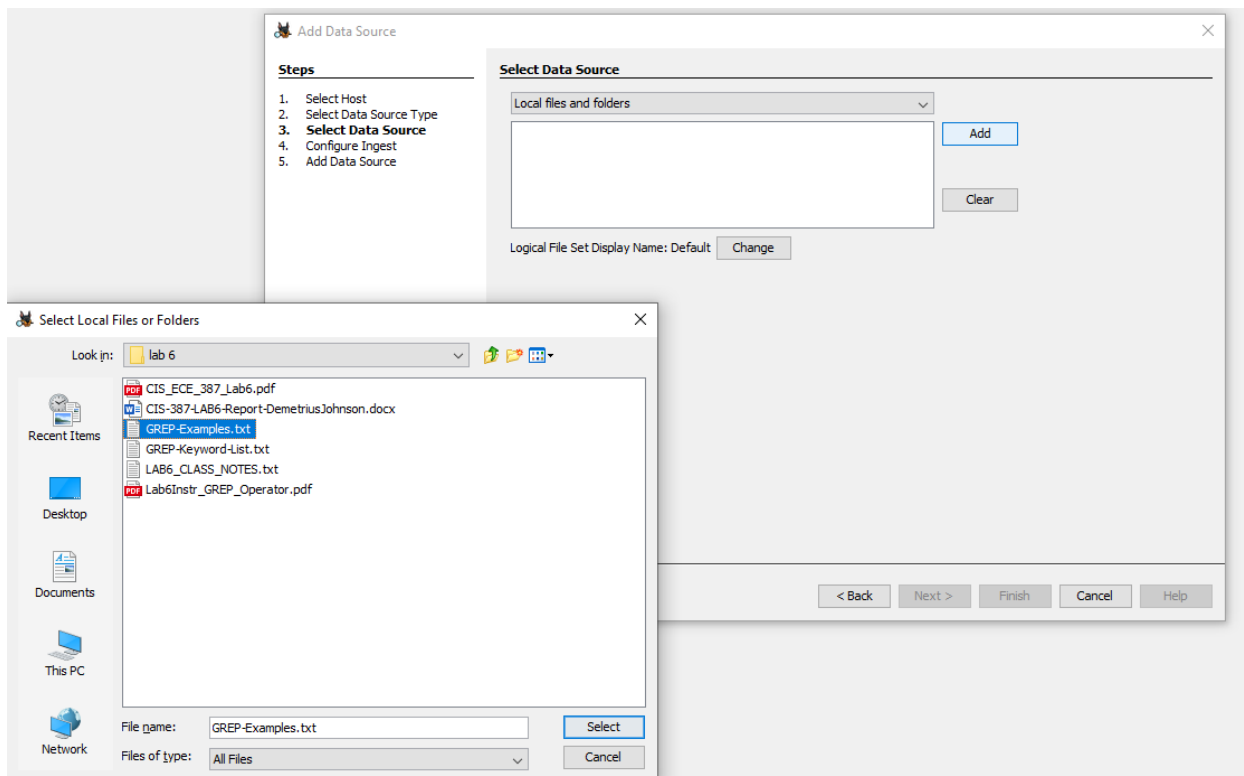 Add Data Source
Steps
1. Select Host
2. Select Data Source Type
3. Select Data Source
4. Configure Ingest
5. Add Data Source
Select Data Source
Local files and folders
Add
Clear
Logical File Set Display Name: Default Change
< Back Next > Finish Cancel Help
Select Local Files or Folders
Look in: lab 6
Recent Items
Desktop
Documents
This PC
Network
CIS_ECE_387_Lab6.pdf
CIS-387-LAB6-Report-DemetriusJohnson.docx
GREP-Examples.txt
GREP-Keyword-List.txt
LAB6_CLASS_NOTES.txt
Lab6Instr_GREP_Operator.pdf
File name: GREP-Examples.txt Select
Files of type: All Files Cancel